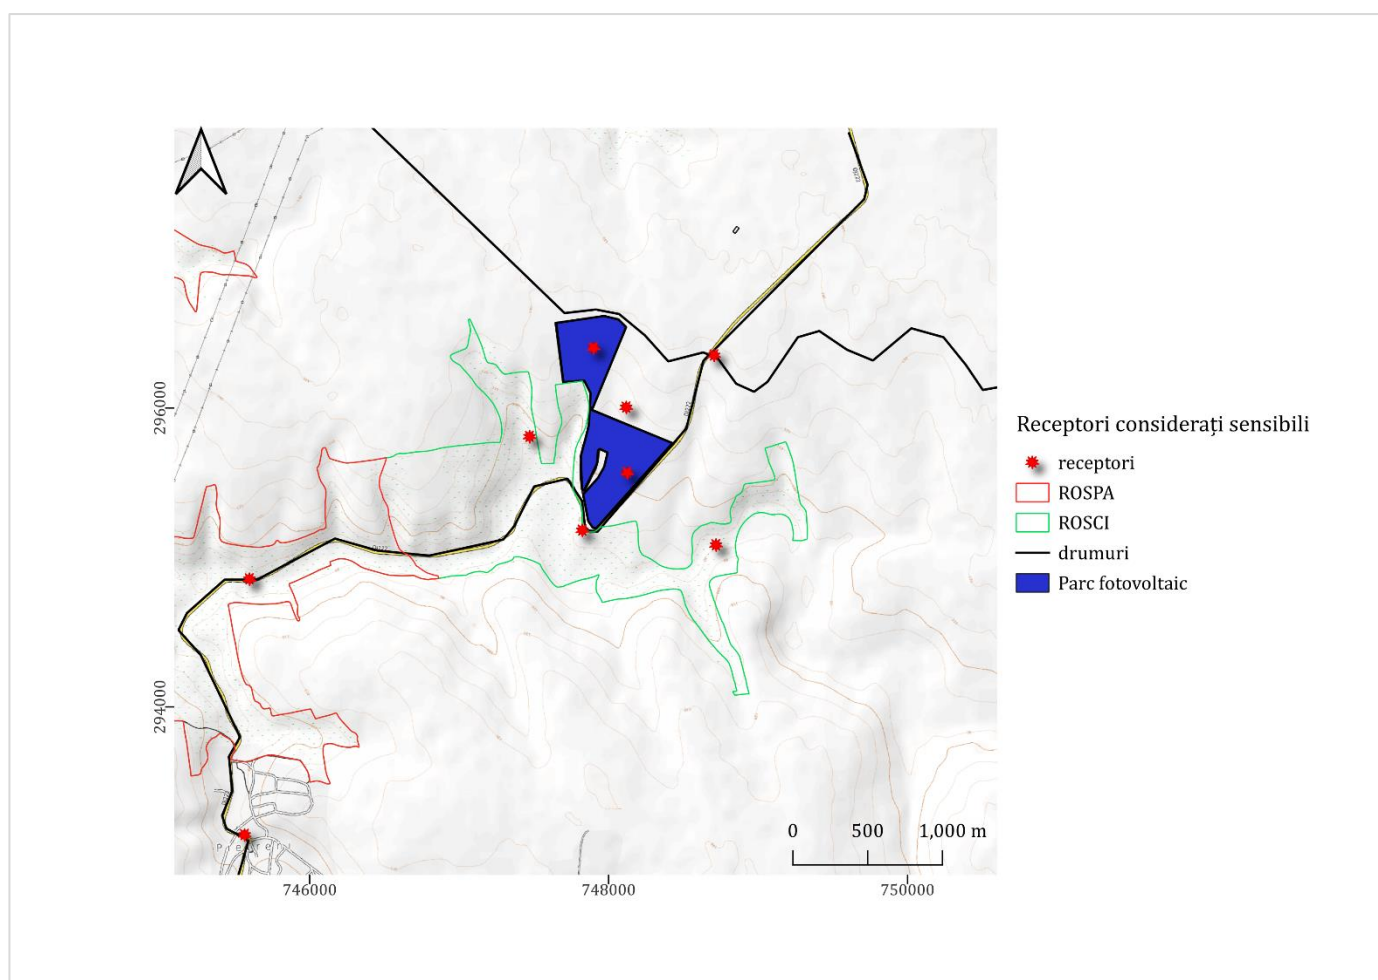 296000
294000
746000
748000
750000
0 500 1,000 m
P e t r e n i
Receptori considerați sensibili
receptori
ROSPA
ROSCI
drumuri
Parc fotovoltaic